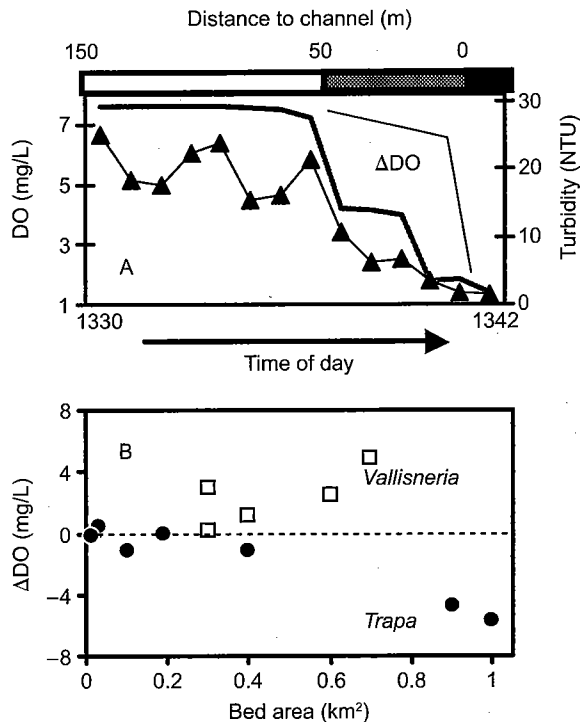 Distance to channel (m)
150 50 0
7 30
5 20
3 10
1 0
DO (mg/L)
Turbidity (NTU)
ΔDO
A
1330 1342
Time of day
8
4
0
−4
−8
ΔDO (mg/L)
B
Vallisneria
Trapa
0 0.2 0.4 0.6 0.8 1
Bed area (km²)